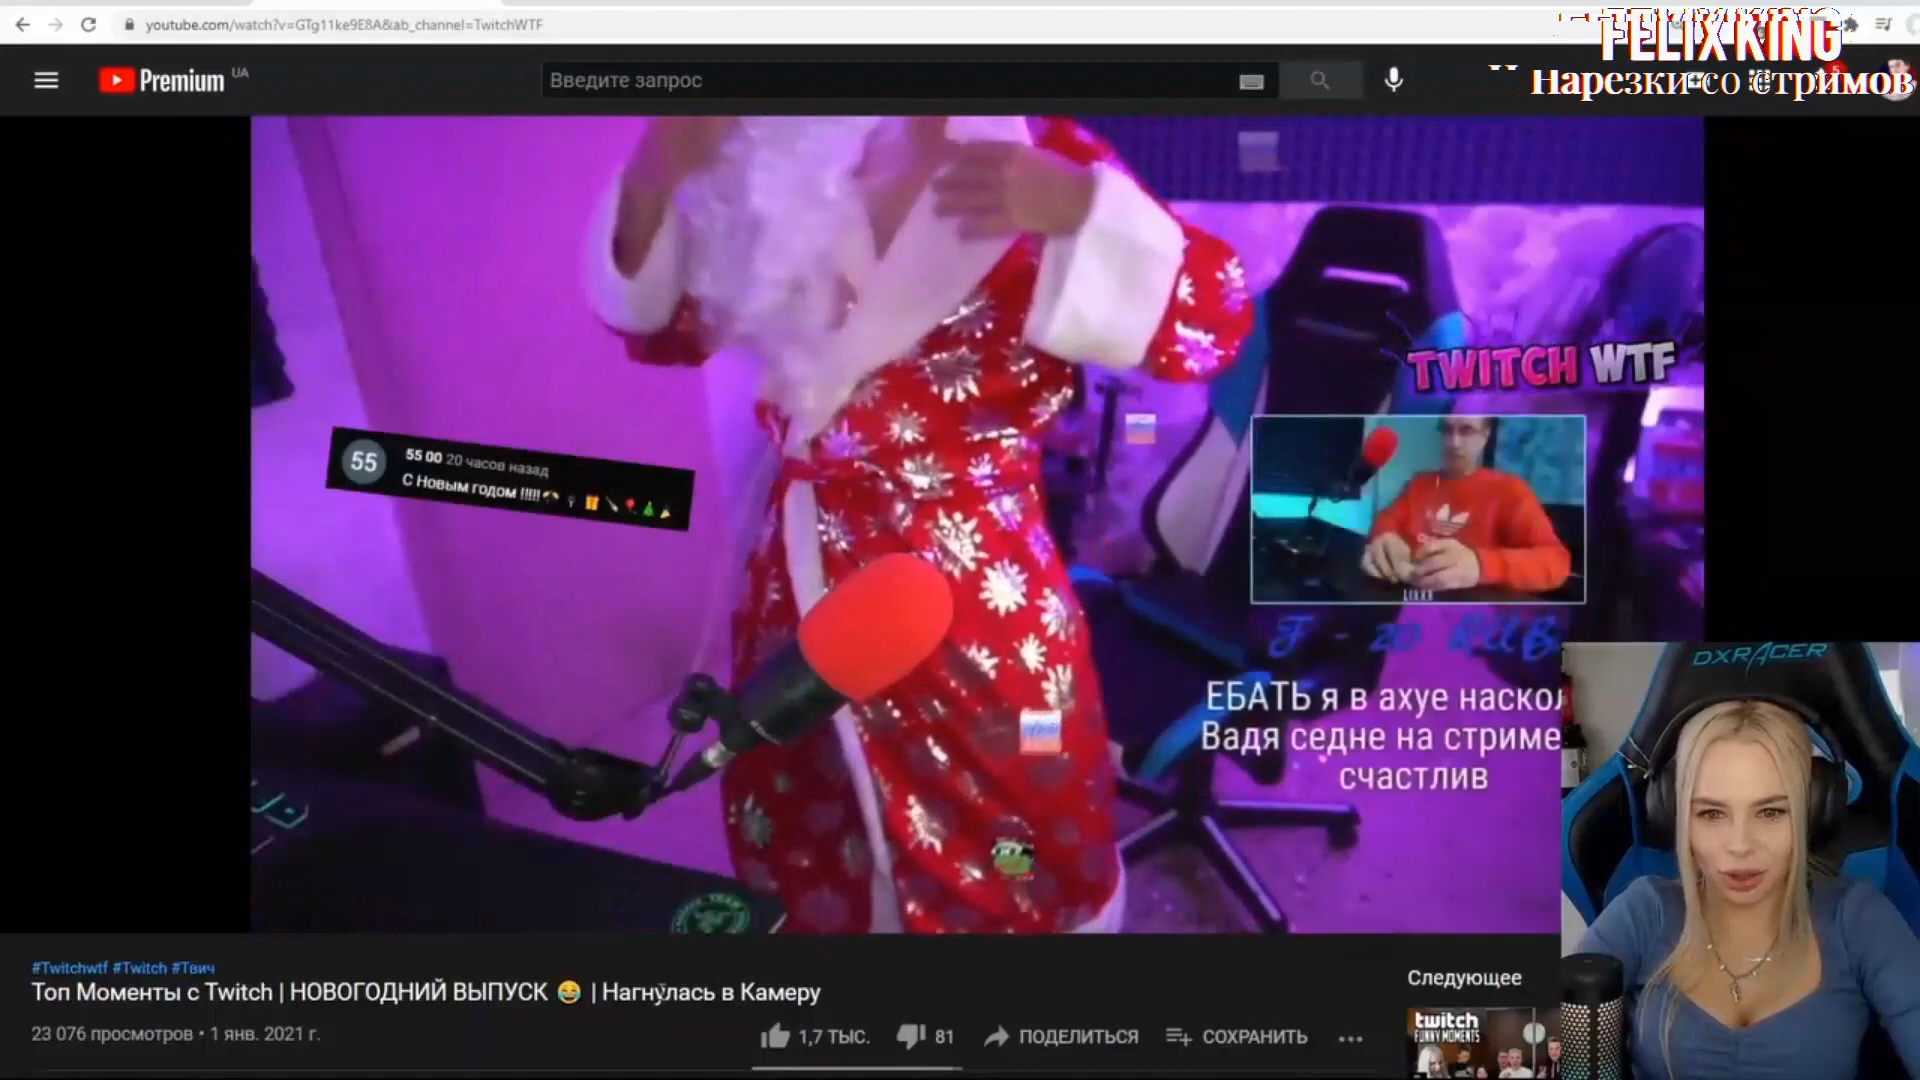 youtube.com/watch?v=GTg11ke9E8A&ab_channel=TwitchWTF
FELIX KING
Нарезки со стримов
Premium UA
Введите запрос
TWITCH WTF
55
55 00 20 часов назад
С Новым годом !!!!!
F - 20 RUB
ЕБАТЬ я в ахуе наскол
Вадя седне на стриме
счастлив
DXRACER
#Twitchwtf #Twitch #Твич
Топ Моменты с Twitch | НОВОГОДНИЙ ВЫПУСК 😂 | Нагнулась в Камеру
23 076 просмотров • 1 янв. 2021 г.
1,7 ТЫС.
81
ПОДЕЛИТЬСЯ
СОХРАНИТЬ
Следующее
twitch
FUNNY MOMENTS